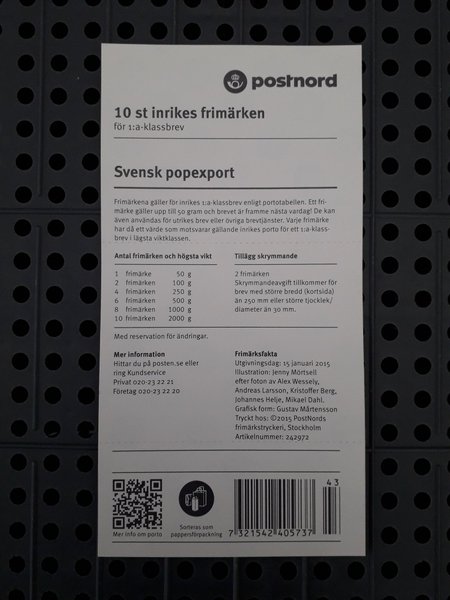 postnord
10 st inrikes frimärken
för 1:a-klassbrev
Svensk popexport
Frimärkena gäller för inrikes 1:a-klassbrev enligt portotabellen. Ett fri-
märke gäller upp till 50 gram och brevet är framme nästa vardag! De kan
även användas för utrikes brev eller övriga brevtjänster. Varje frimärke
har då ett värde som motsvarar gällande inrikes porto för ett 1:a-klass-
brev i lägsta viktklassen.
Antal frimärken och högsta vikt
1 frimärke 50 g
2 frimärken 100 g
4 frimärken 250 g
6 frimärken 500 g
8 frimärken 1000 g
10 frimärken 2000 g
Tillägg skrymmande
2 frimärken
Skrymmandeavgift tillkommer för
brev med större bredd (kortsida)
än 250 mm eller större tjocklek/
diameter än 30 mm.
Med reservation för ändringar.
Mer information
Hittar du på posten.se eller
ring Kundservice
Privat 020-23 22 21
Företag 020-23 22 20
Frimärksfakta
Utgivningsdag: 15 januari 2015
Illustration: Jenny Mörtsell
efter foton av Alex Wessely,
Andreas Larsson, Kristoffer Berg,
Johannes Helje, Mikael Dahl.
Grafisk form: Gustav Mårtensson
Tryckt hos: ©2015 PostNords
frimärkstryckeri, Stockholm
Artikelnummer: 242972
Mer info om porto
Sorteras som
pappersförpackning
43
7 321542 405737